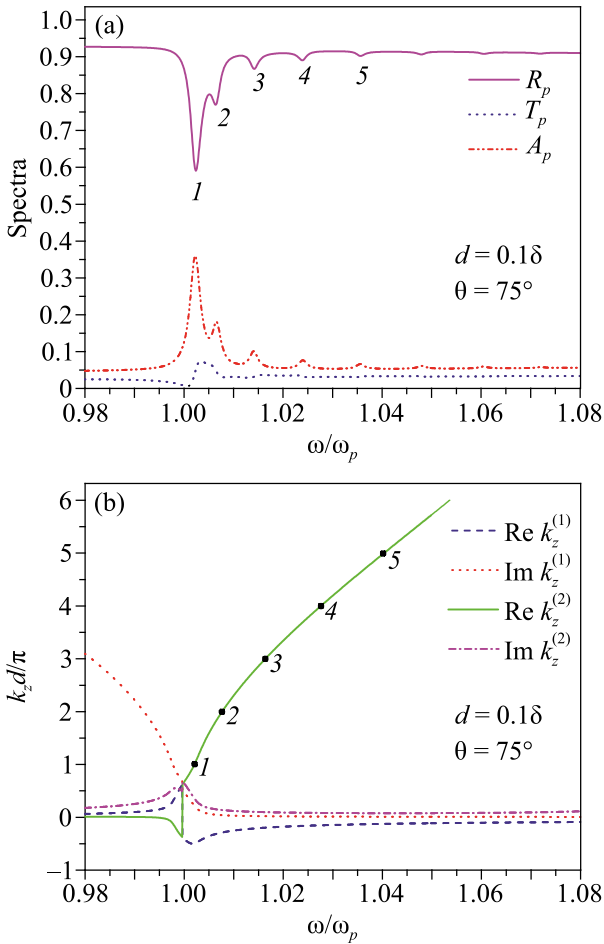 (a)
1.0
0.9
0.8
0.7
0.6
0.5
0.4
0.3
0.2
0.1
0
Spectra
1
2
3
4
5
R_p
T_p
A_p
d = 0.1δ
θ = 75°
0.98 1.00 1.02 1.04 1.06 1.08
ω/ω_p
(b)
6
5
4
3
2
1
0
−1
k_z d/π
1
2
3
4
5
Re k_z^(1)
Im k_z^(1)
Re k_z^(2)
Im k_z^(2)
d = 0.1δ
θ = 75°
0.98 1.00 1.02 1.04 1.06 1.08
ω/ω_p